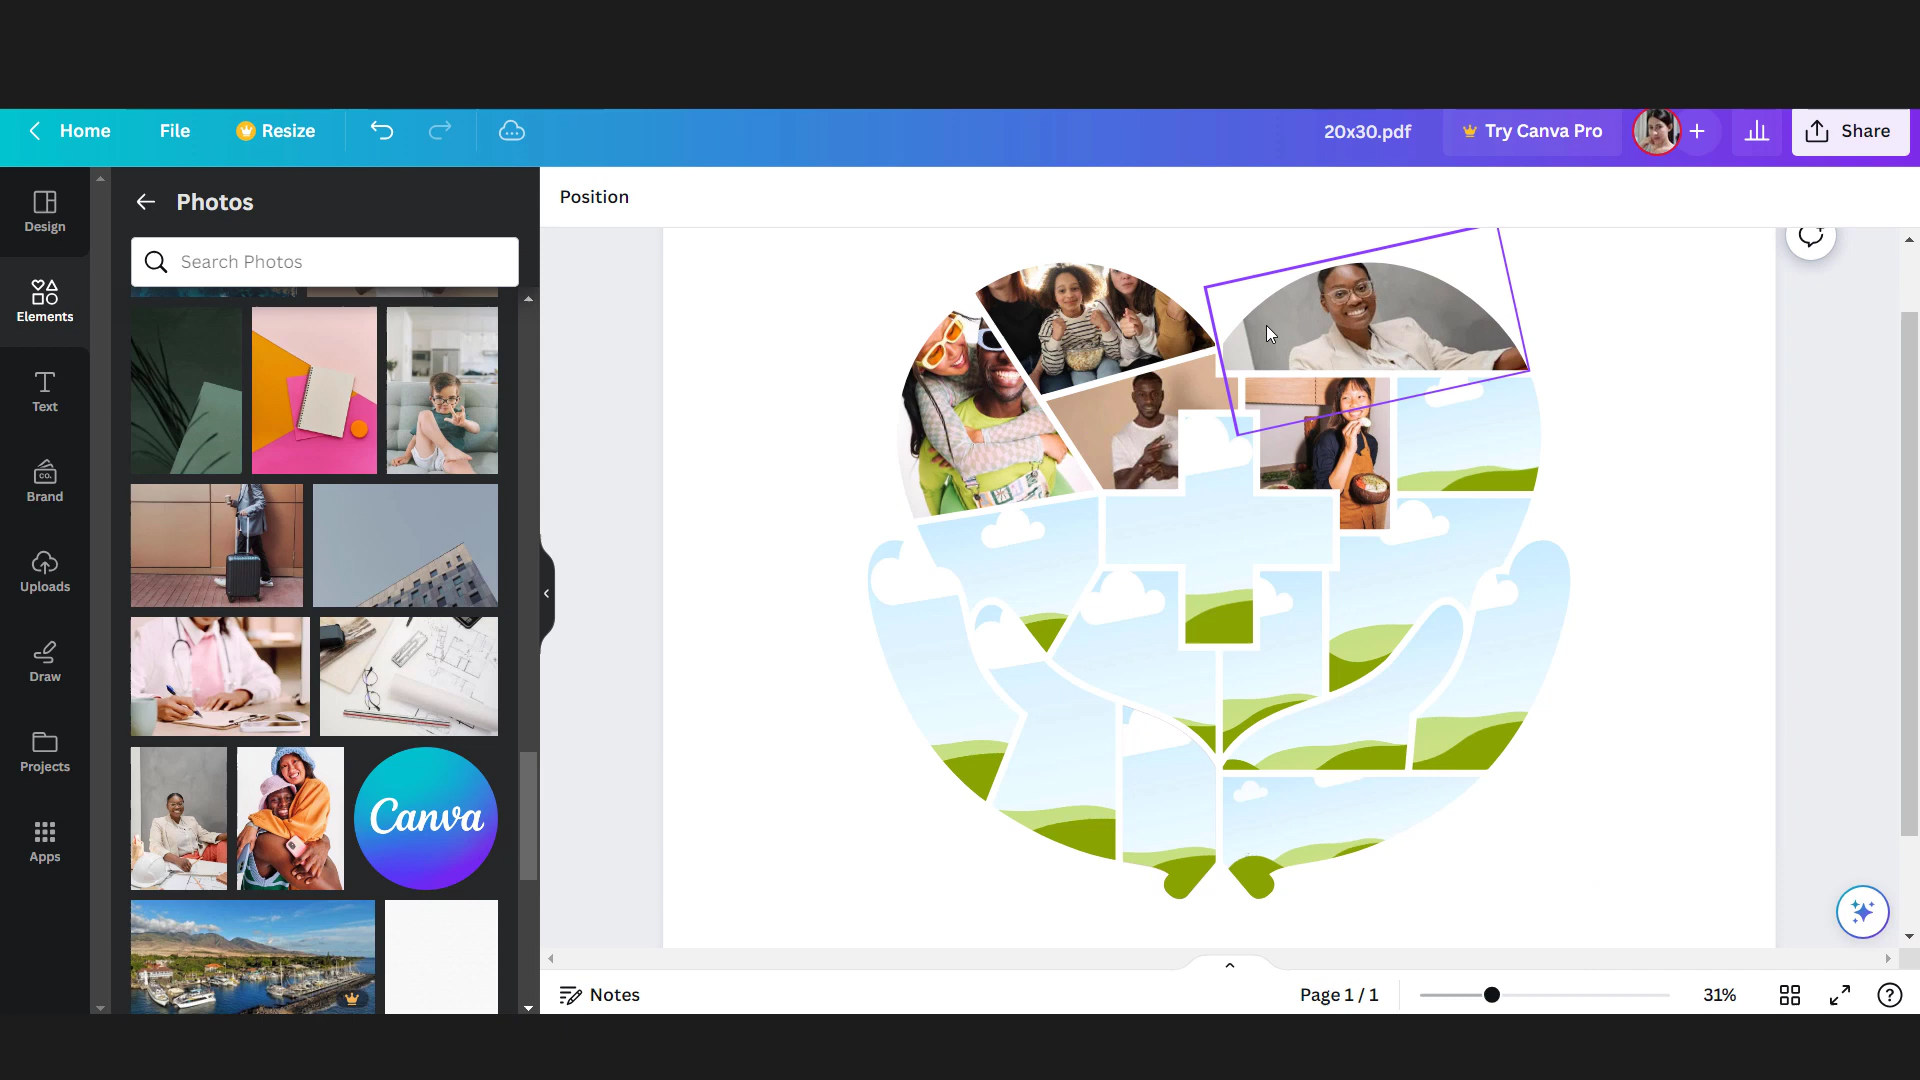 Home
File
Resize
20x30.pdf
Try Canva Pro
Share
Design
Elements
Text
Brand
Uploads
Draw
Projects
Apps
Photos
Search Photos
CO.
Canva
Position
Notes
Page 1 / 1
31%